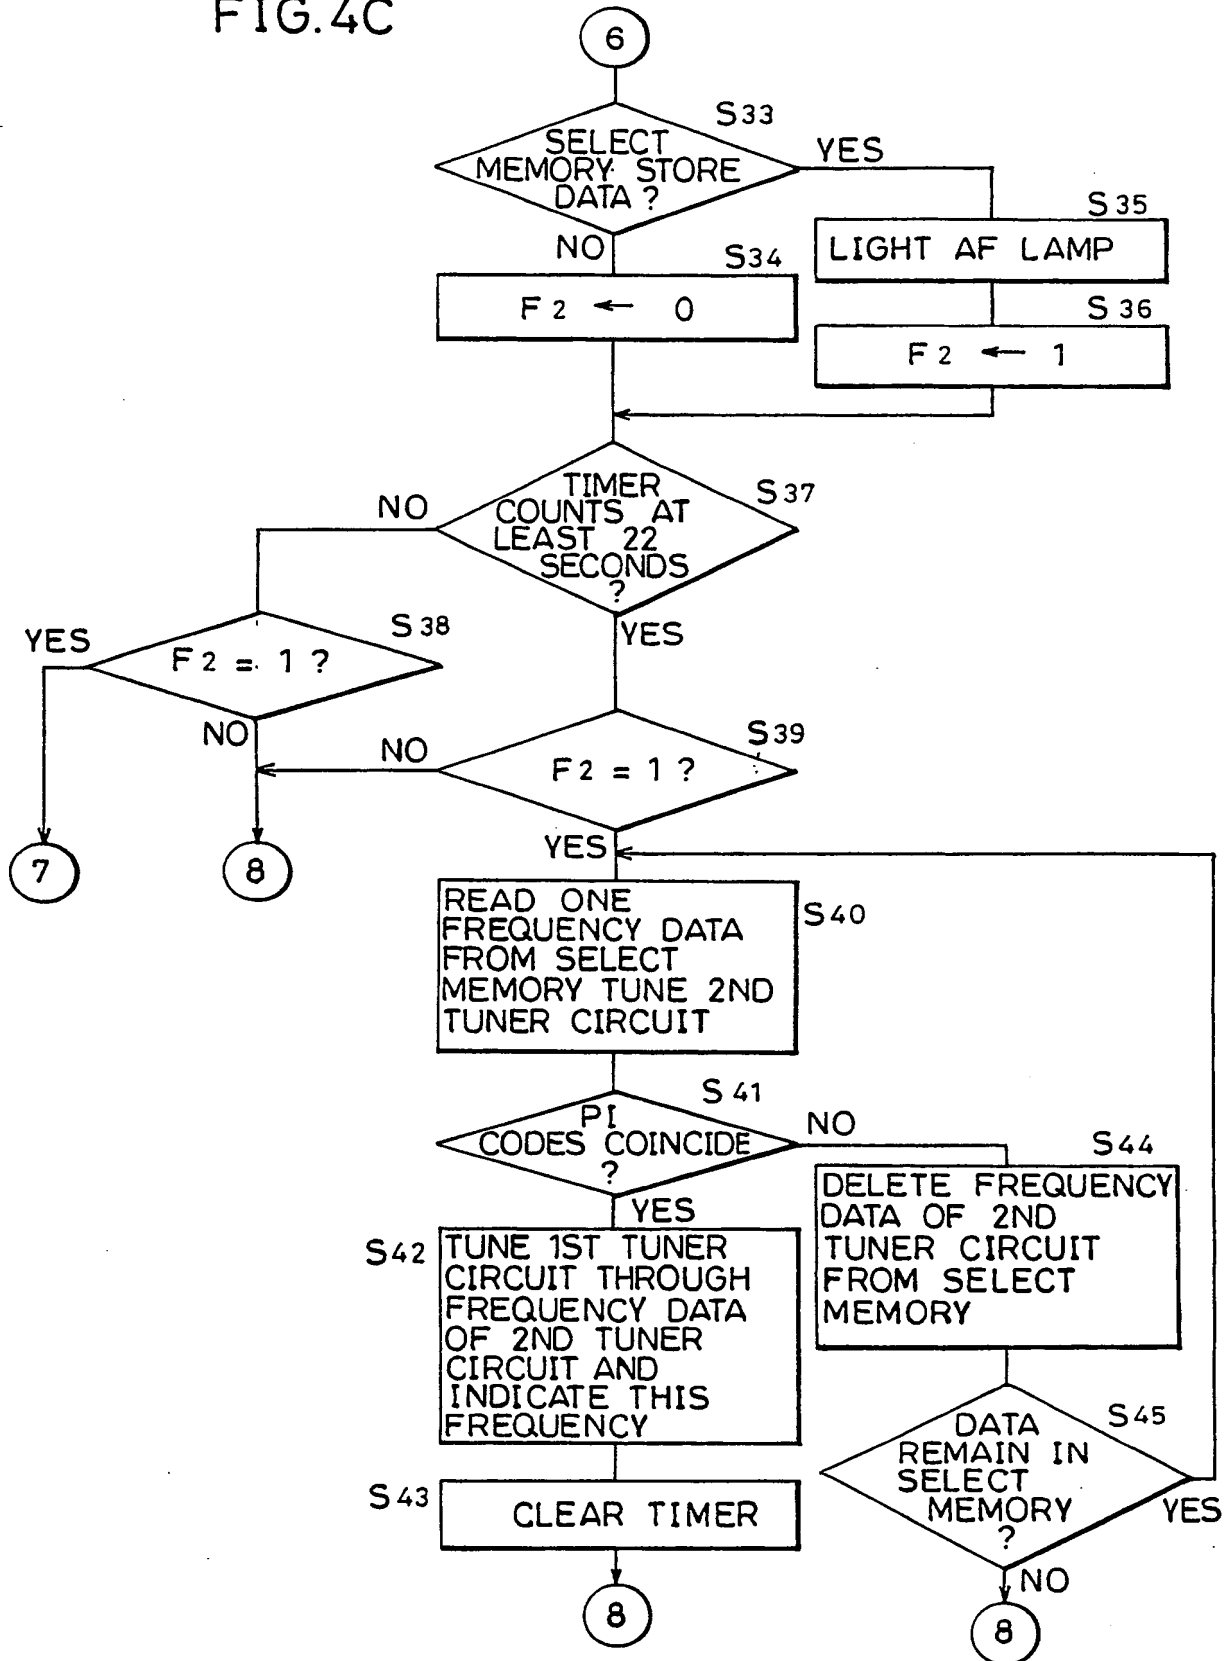 FIG.4C
6
S33
SELECT
MEMORY STORE
DATA ?
YES
NO
S35
LIGHT AF LAMP
S34
F2 ← 0
S36
F2 ← 1
S37
TIMER
COUNTS AT
LEAST 22
SECONDS
?
NO
YES
S38
F2 = 1 ?
YES
NO
S39
F2 = 1 ?
NO
YES
7
8
S40
READ ONE
FREQUENCY DATA
FROM SELECT
MEMORY TUNE 2ND
TUNER CIRCUIT
S41
PI
CODES COINCIDE
?
NO
YES
S44
DELETE FREQUENCY
DATA OF 2ND
TUNER CIRCUIT
FROM SELECT
MEMORY
S42
TUNE 1ST TUNER
CIRCUIT THROUGH
FREQUENCY DATA
OF 2ND TUNER
CIRCUIT AND
INDICATE THIS
FREQUENCY
S45
DATA
REMAIN IN
SELECT
MEMORY
?
YES
NO
S43
CLEAR TIMER
8
8